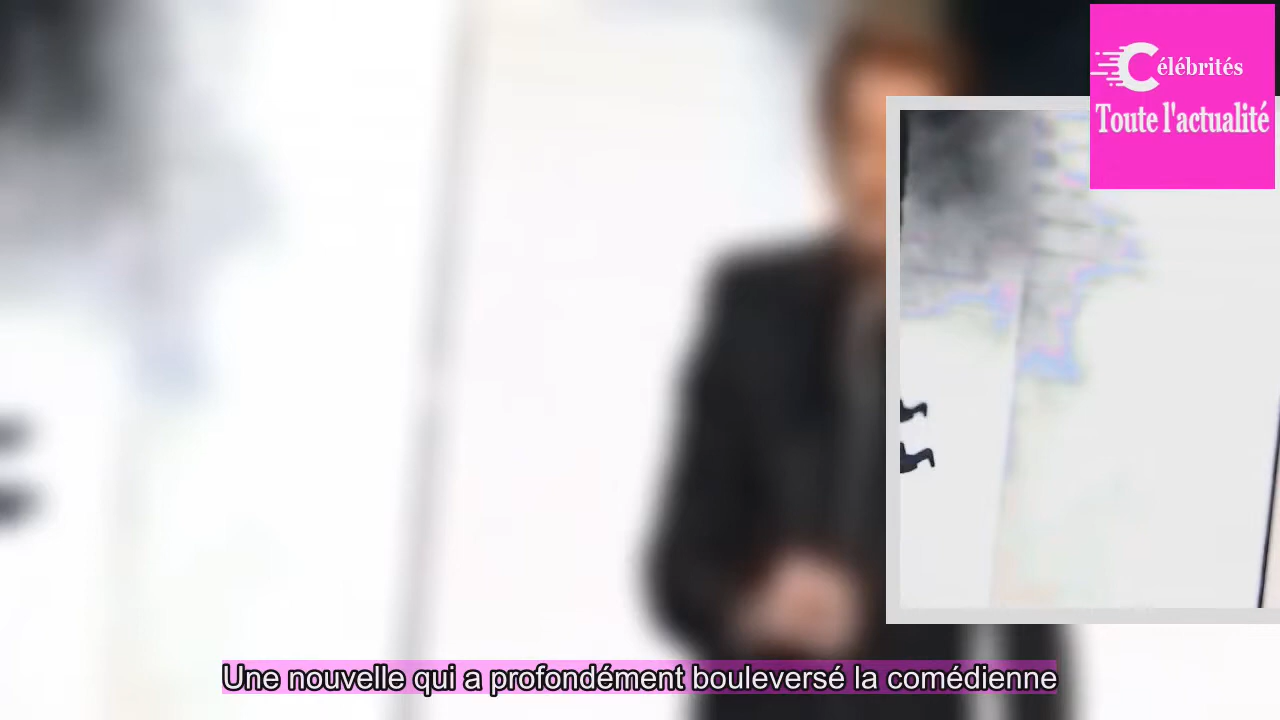 Célébrités
Toute l'actualité
Une nouvelle qui a profondément bouleversé la comédienne